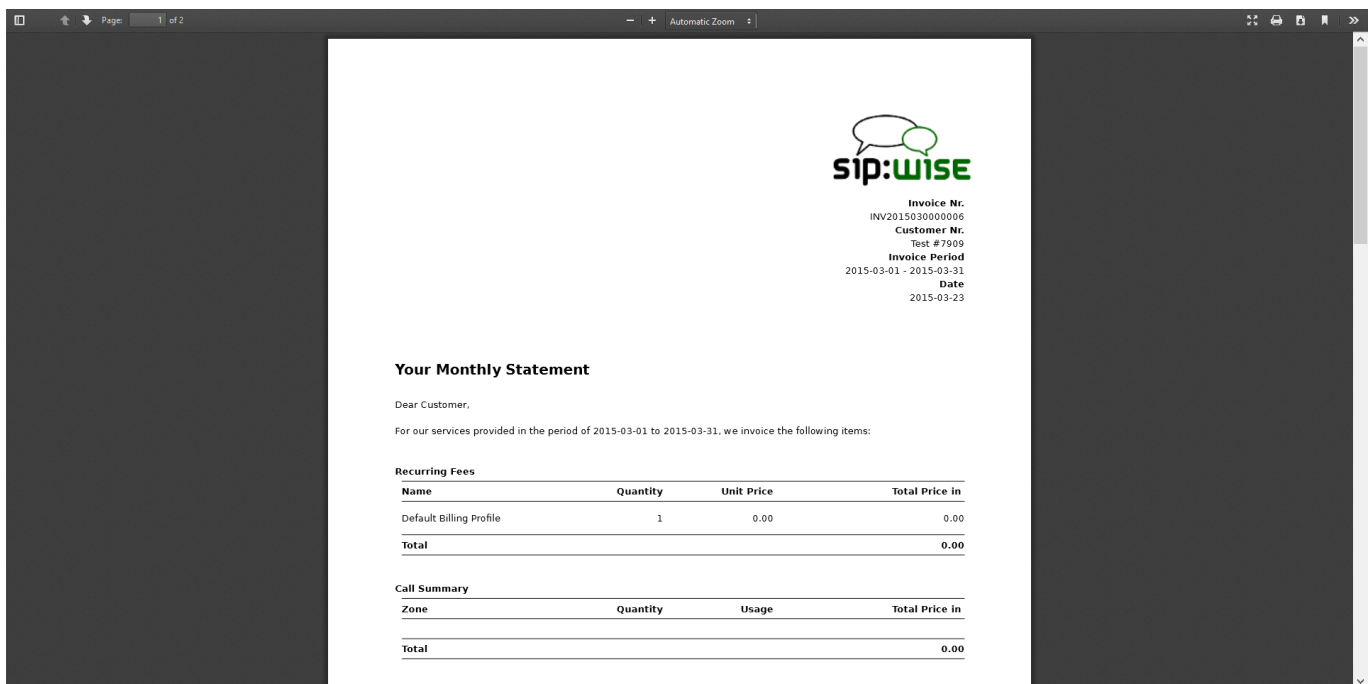 Page: 1 of 2 Automatic Zoom
sip:wise
Invoice Nr.
INV2015030000006
Customer Nr.
Test #7909
Invoice Period
2015-03-01 - 2015-03-31
Date
2015-03-23
Your Monthly Statement
Dear Customer,
For our services provided in the period of 2015-03-01 to 2015-03-31, we invoice the following items:
Recurring Fees
Name Quantity Unit Price Total Price in
Default Billing Profile 1 0.00 0.00
Total 0.00
Call Summary
Zone Quantity Usage Total Price in
Total 0.00